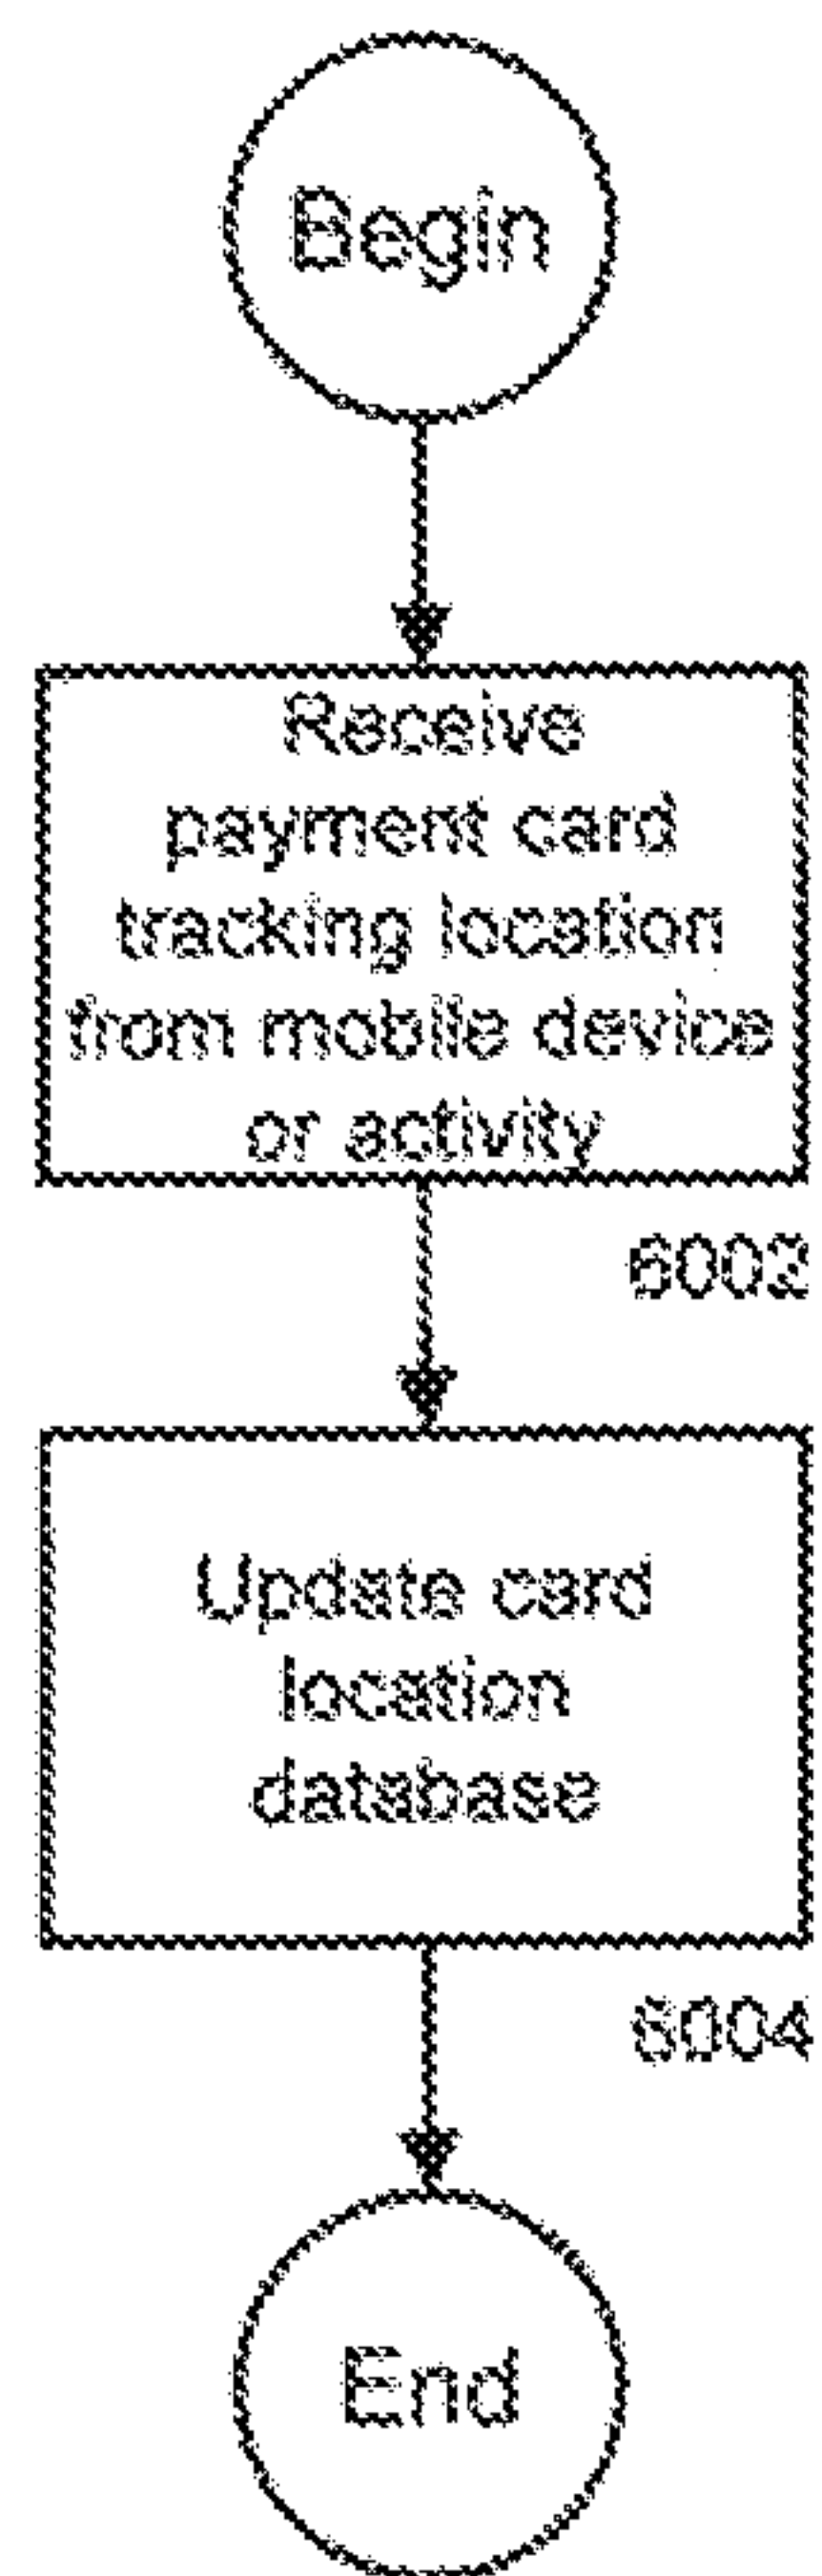 Begin
Receive
payment card
tracking location
from mobile device
or activity
6002
Update card
location
database
6004
End